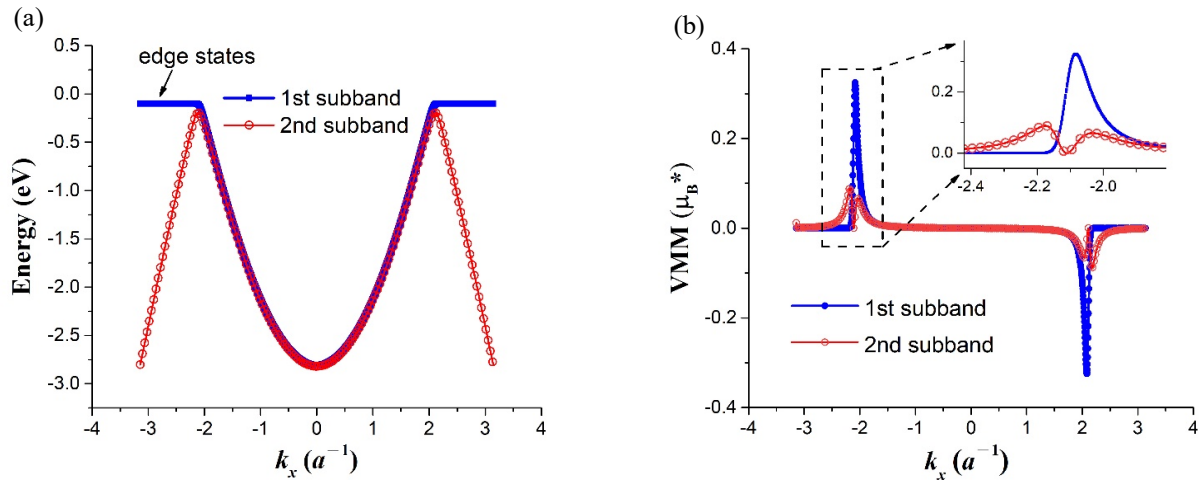 (a)
0.5
0.0
-0.5
-1.0
-1.5
-2.0
-2.5
-3.0
Energy (eV)
edge states
1st subband
2nd subband
-4 -3 -2 -1 0 1 2 3 4
k_x (a⁻¹)
(b)
0.4
0.2
0.0
-0.2
-0.4
VMM (μ_B*)
0.2
0.0
-2.4 -2.2 -2.0
1st subband
2nd subband
-4 -3 -2 -1 0 1 2 3 4
k_x (a⁻¹)